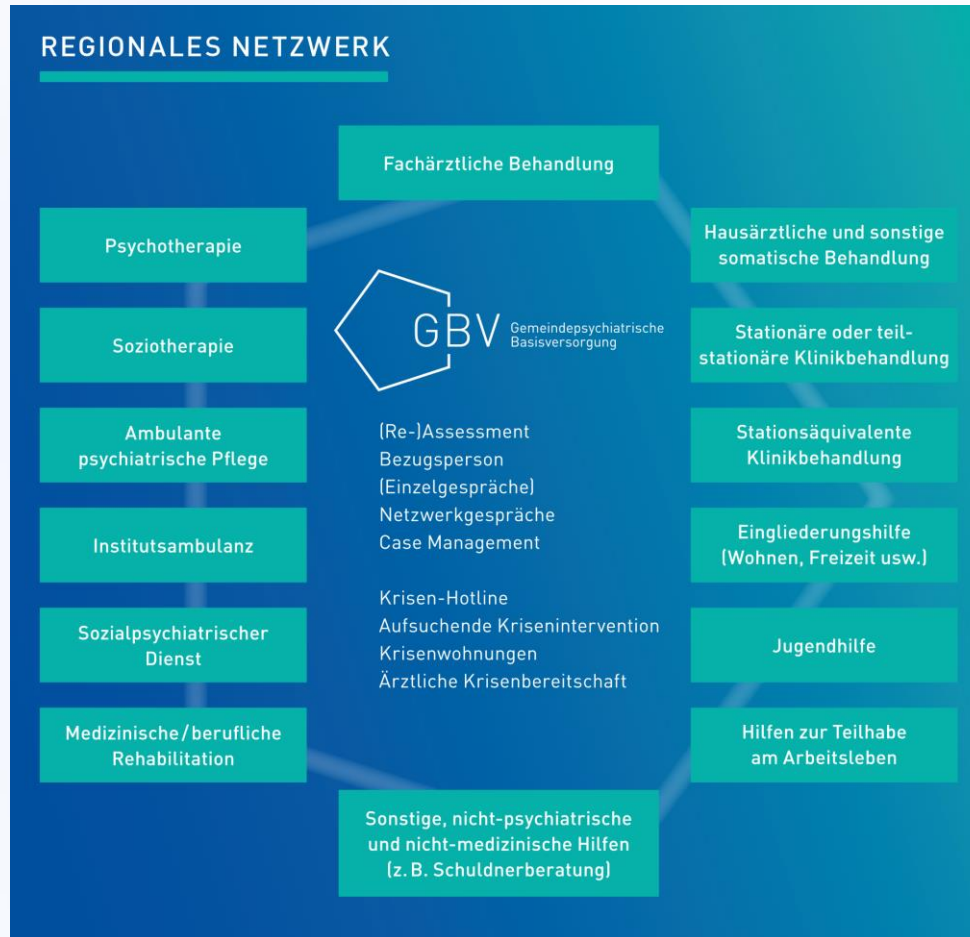 REGIONALES NETZWERK
Fachärztliche Behandlung
Psychotherapie
Soziotherapie
Ambulante
psychiatrische Pflege
Institutsambulanz
Sozialpsychiatrischer
Dienst
Medizinische/berufliche
Rehabilitation
GBV
Gemeindepsychiatrische
Basisversorgung
(Re-)Assessment
Bezugsperson
(Einzelgespräche)
Netzwerkgespräche
Case Management
Krisen-Hotline
Aufsuchende Krisenintervention
Krisenwohnungen
Ärztliche Krisenbereitschaft
Hausärztliche und sonstige
somatische Behandlung
Stationäre oder teil-
stationäre Klinikbehandlung
Stationsäquivalente
Klinikbehandlung
Eingliederungshilfe
(Wohnen, Freizeit usw.)
Jugendhilfe
Hilfen zur Teilhabe
am Arbeitsleben
Sonstige, nicht-psychiatrische
und nicht-medizinische Hilfen
(z. B. Schuldnerberatung)